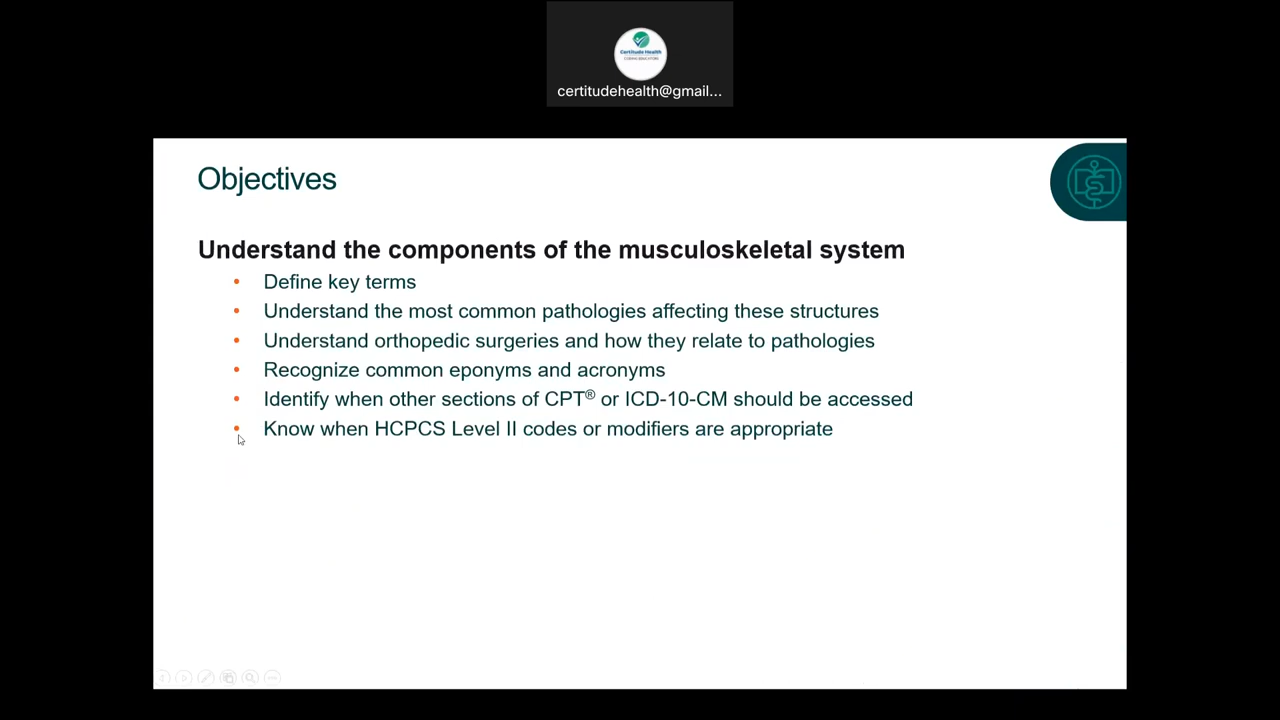 Certitude Health
certitudehealth@gmail...
Objectives
Understand the components of the musculoskeletal system
• Define key terms
• Understand the most common pathologies affecting these structures
• Understand orthopedic surgeries and how they relate to pathologies
• Recognize common eponyms and acronyms
• Identify when other sections of CPT® or ICD-10-CM should be accessed
• Know when HCPCS Level II codes or modifiers are appropriate